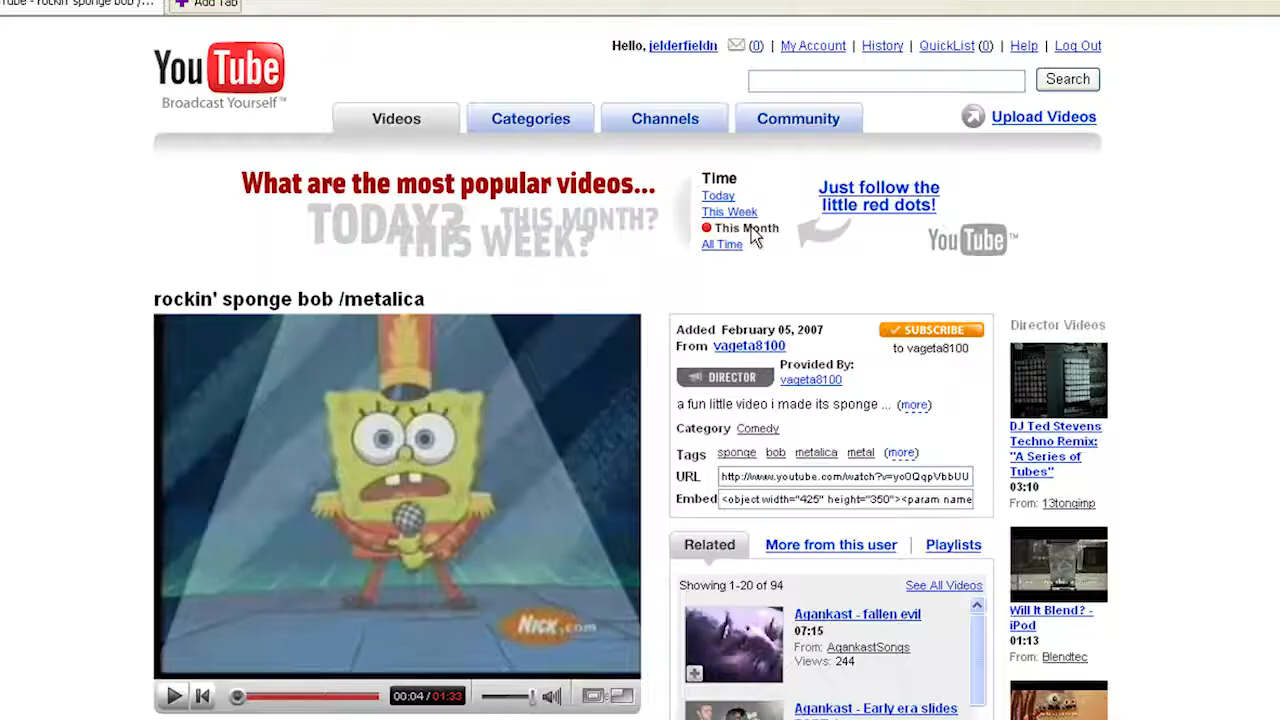 Tube - rockin' sponge bob /...
Add Tab
Hello, jelderfieldn (0) | My Account | History | QuickList (0) | Help | Log Out
YouTube
Broadcast Yourself™
Search
Videos
Categories
Channels
Community
Upload Videos
What are the most popular videos...
TODAY?
THIS WEEK?
THIS MONTH?
Time
Today
This Week
This Month
All Time
Just follow the
little red dots!
YouTube™
rockin' sponge bob /metalica
Nick.com
00:04 / 01:33
Added February 05, 2007
From vageta8100
SUBSCRIBE
to vageta8100
DIRECTOR
Provided By:
vageta8100
a fun little video i made its sponge ... (more)
Category Comedy
Tags sponge bob metalica metal (more)
URL http://www.youtube.com/watch?v=yo0QqpVbbUU
Embed <object width="425" height="350"><param name
Related
More from this user | Playlists
Showing 1-20 of 94
See All Videos
Agankast - fallen evil
07:15
From: AgankastSongs
Views: 244
Agankast - Early era slides
Director Videos
DJ Ted Stevens
Techno Remix:
"A Series of
Tubes"
03:10
From: 13tongimp
Will It Blend? -
iPod
01:13
From: Blendtec